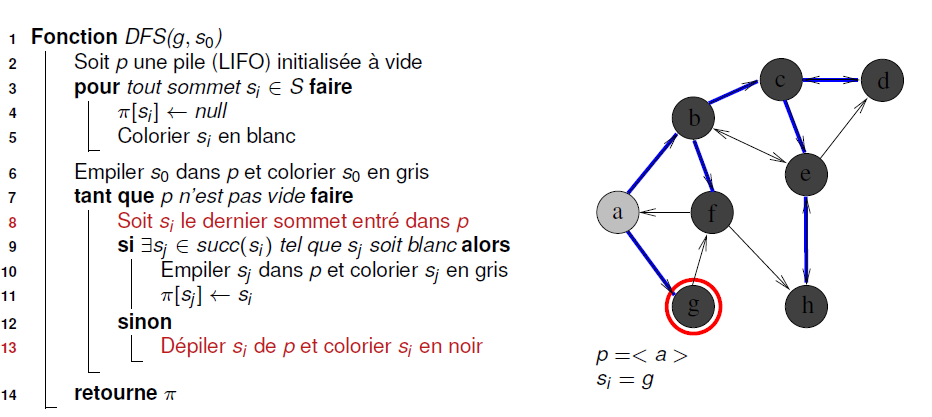 1 Fonction DFS(g, s₀)
2 Soit p une pile (LIFO) initialisée à vide
3 pour tout sommet sᵢ ∈ S faire
4 π[sᵢ] ← null
5 Colorier sᵢ en blanc
6 Empiler s₀ dans p et colorier s₀ en gris
7 tant que p n'est pas vide faire
8 Soit sᵢ le dernier sommet entré dans p
9 si ∃sⱼ ∈ succ(sᵢ) tel que sⱼ soit blanc alors
10 Empiler sⱼ dans p et colorier sⱼ en gris
11 π[sⱼ] ← sᵢ
12 sinon
13 Dépiler sᵢ de p et colorier sᵢ en noir
14 retourne π
c
d
b
e
a
f
g
h
p =< a >
sᵢ = g